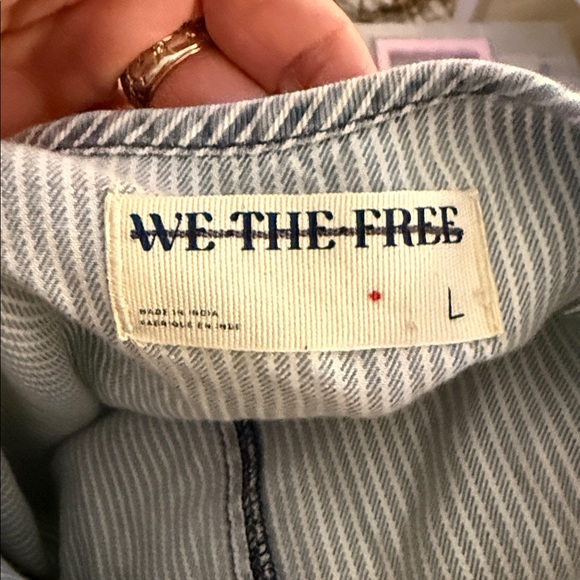 WE THE FREE
L
MADE IN INDIA
FABRIQUÉ EN INDE